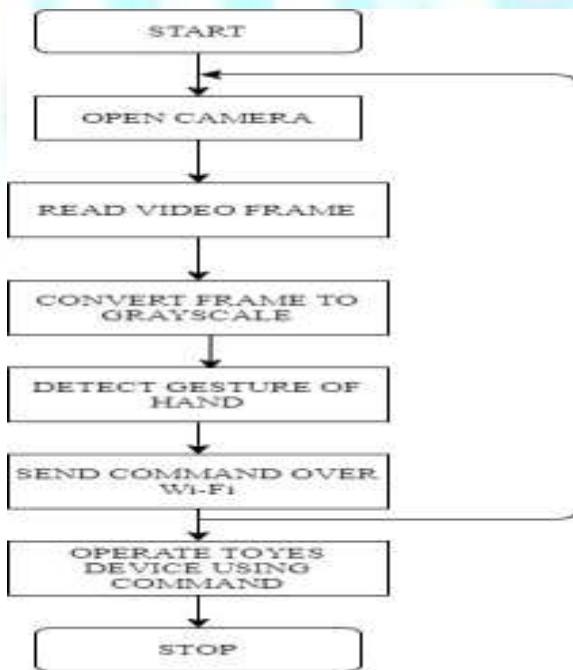 START
OPEN CAMERA
READ VIDEO FRAME
CONVERT FRAME TO
GRAYSCALE
DETECT GESTURE OF
HAND
SEND COMMAND OVER
Wi-Fi
OPERATE TOYES
DEVICE USING
COMMAND
STOP